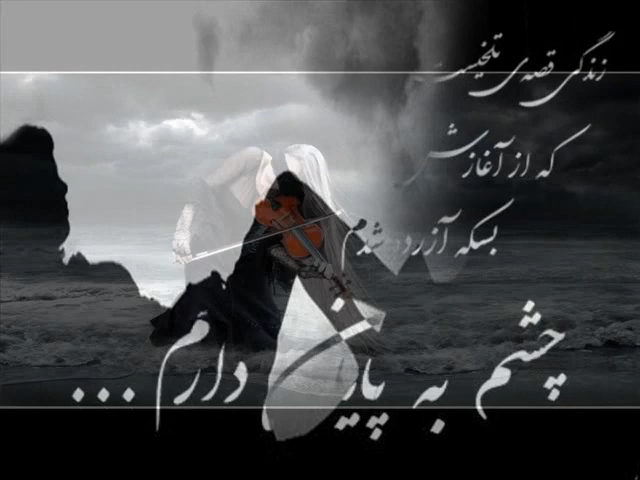 زندگی قصه ی تلخیست
که از آغازش
بسکه آزرده شدم
چشم به پایان دارم ...